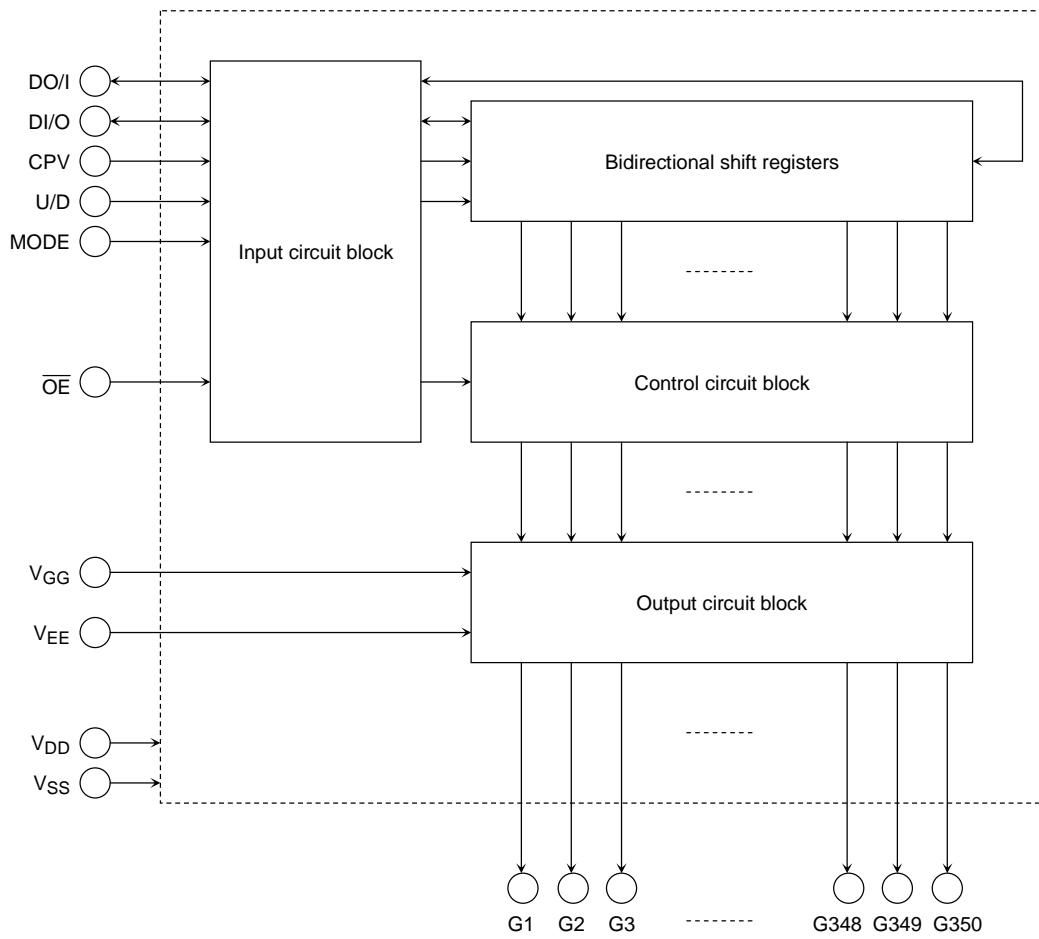 DO/I
DI/O
CPV
U/D
MODE
Input circuit block
Bidirectional shift registers
OE
Control circuit block
VGG
VEE
Output circuit block
VDD
VSS
G1 G2 G3 G348 G349 G350